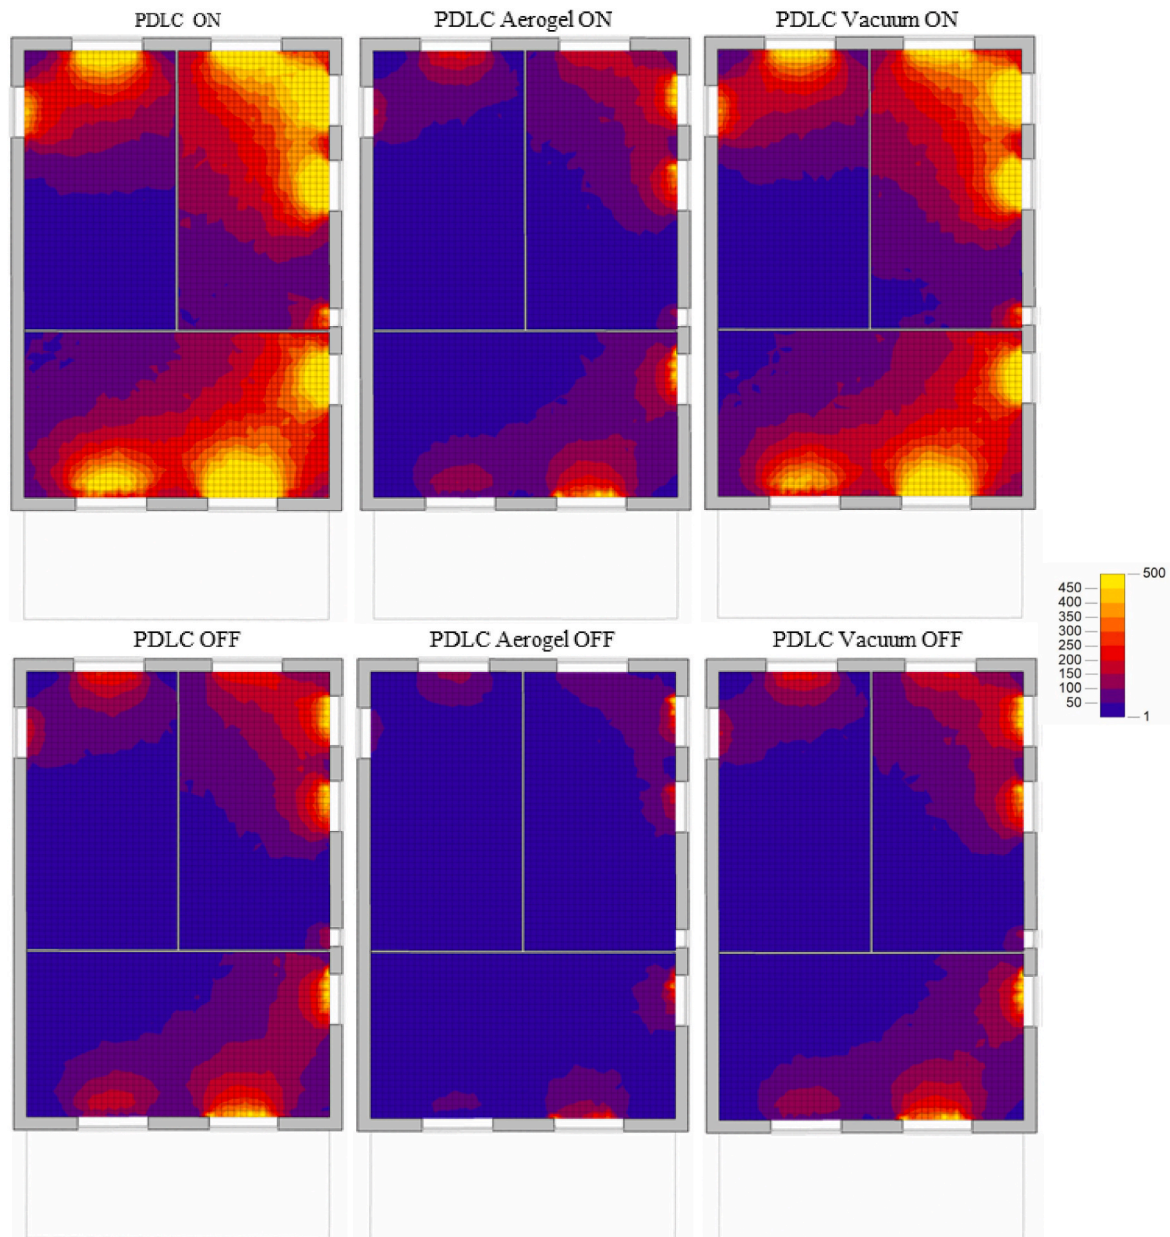 PDLC ON
PDLC Aerogel ON
PDLC Vacuum ON
500
450
400
350
300
250
200
150
100
50
1
PDLC OFF
PDLC Aerogel OFF
PDLC Vacuum OFF